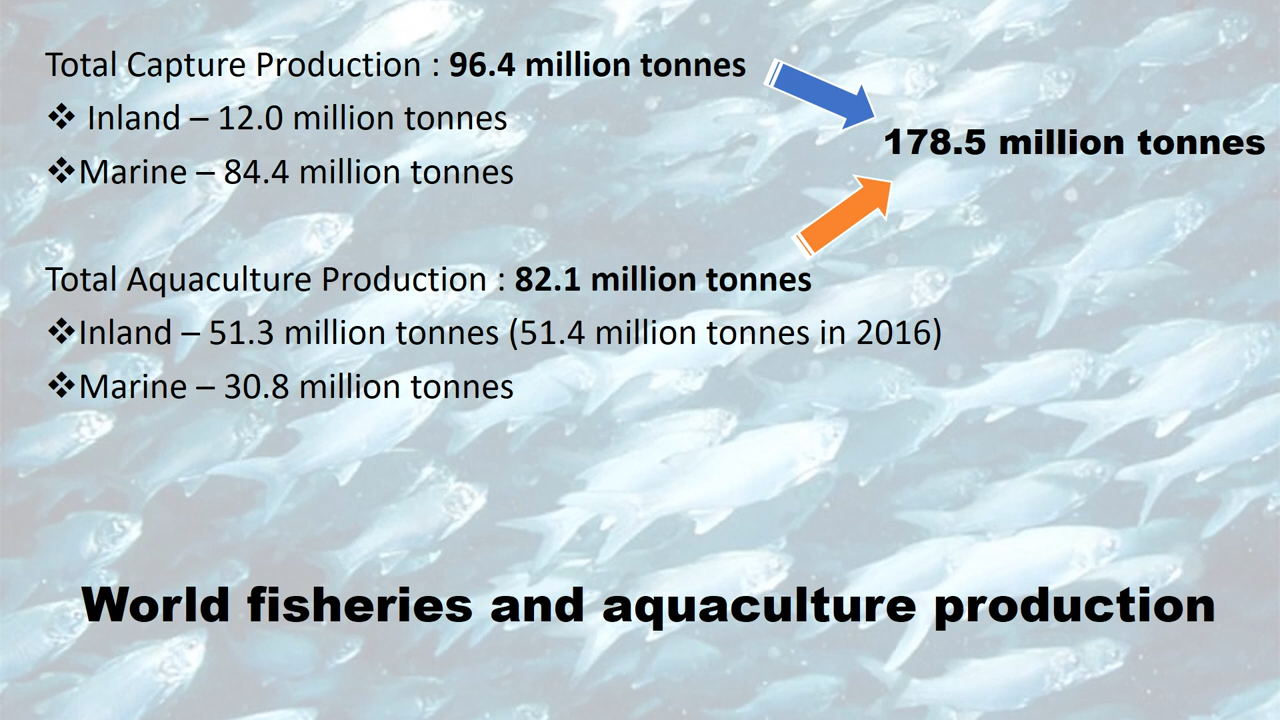 Total Capture Production : 96.4 million tonnes
❖ Inland – 12.0 million tonnes
❖Marine – 84.4 million tonnes
178.5 million tonnes
Total Aquaculture Production : 82.1 million tonnes
❖Inland – 51.3 million tonnes (51.4 million tonnes in 2016)
❖Marine – 30.8 million tonnes
World fisheries and aquaculture production